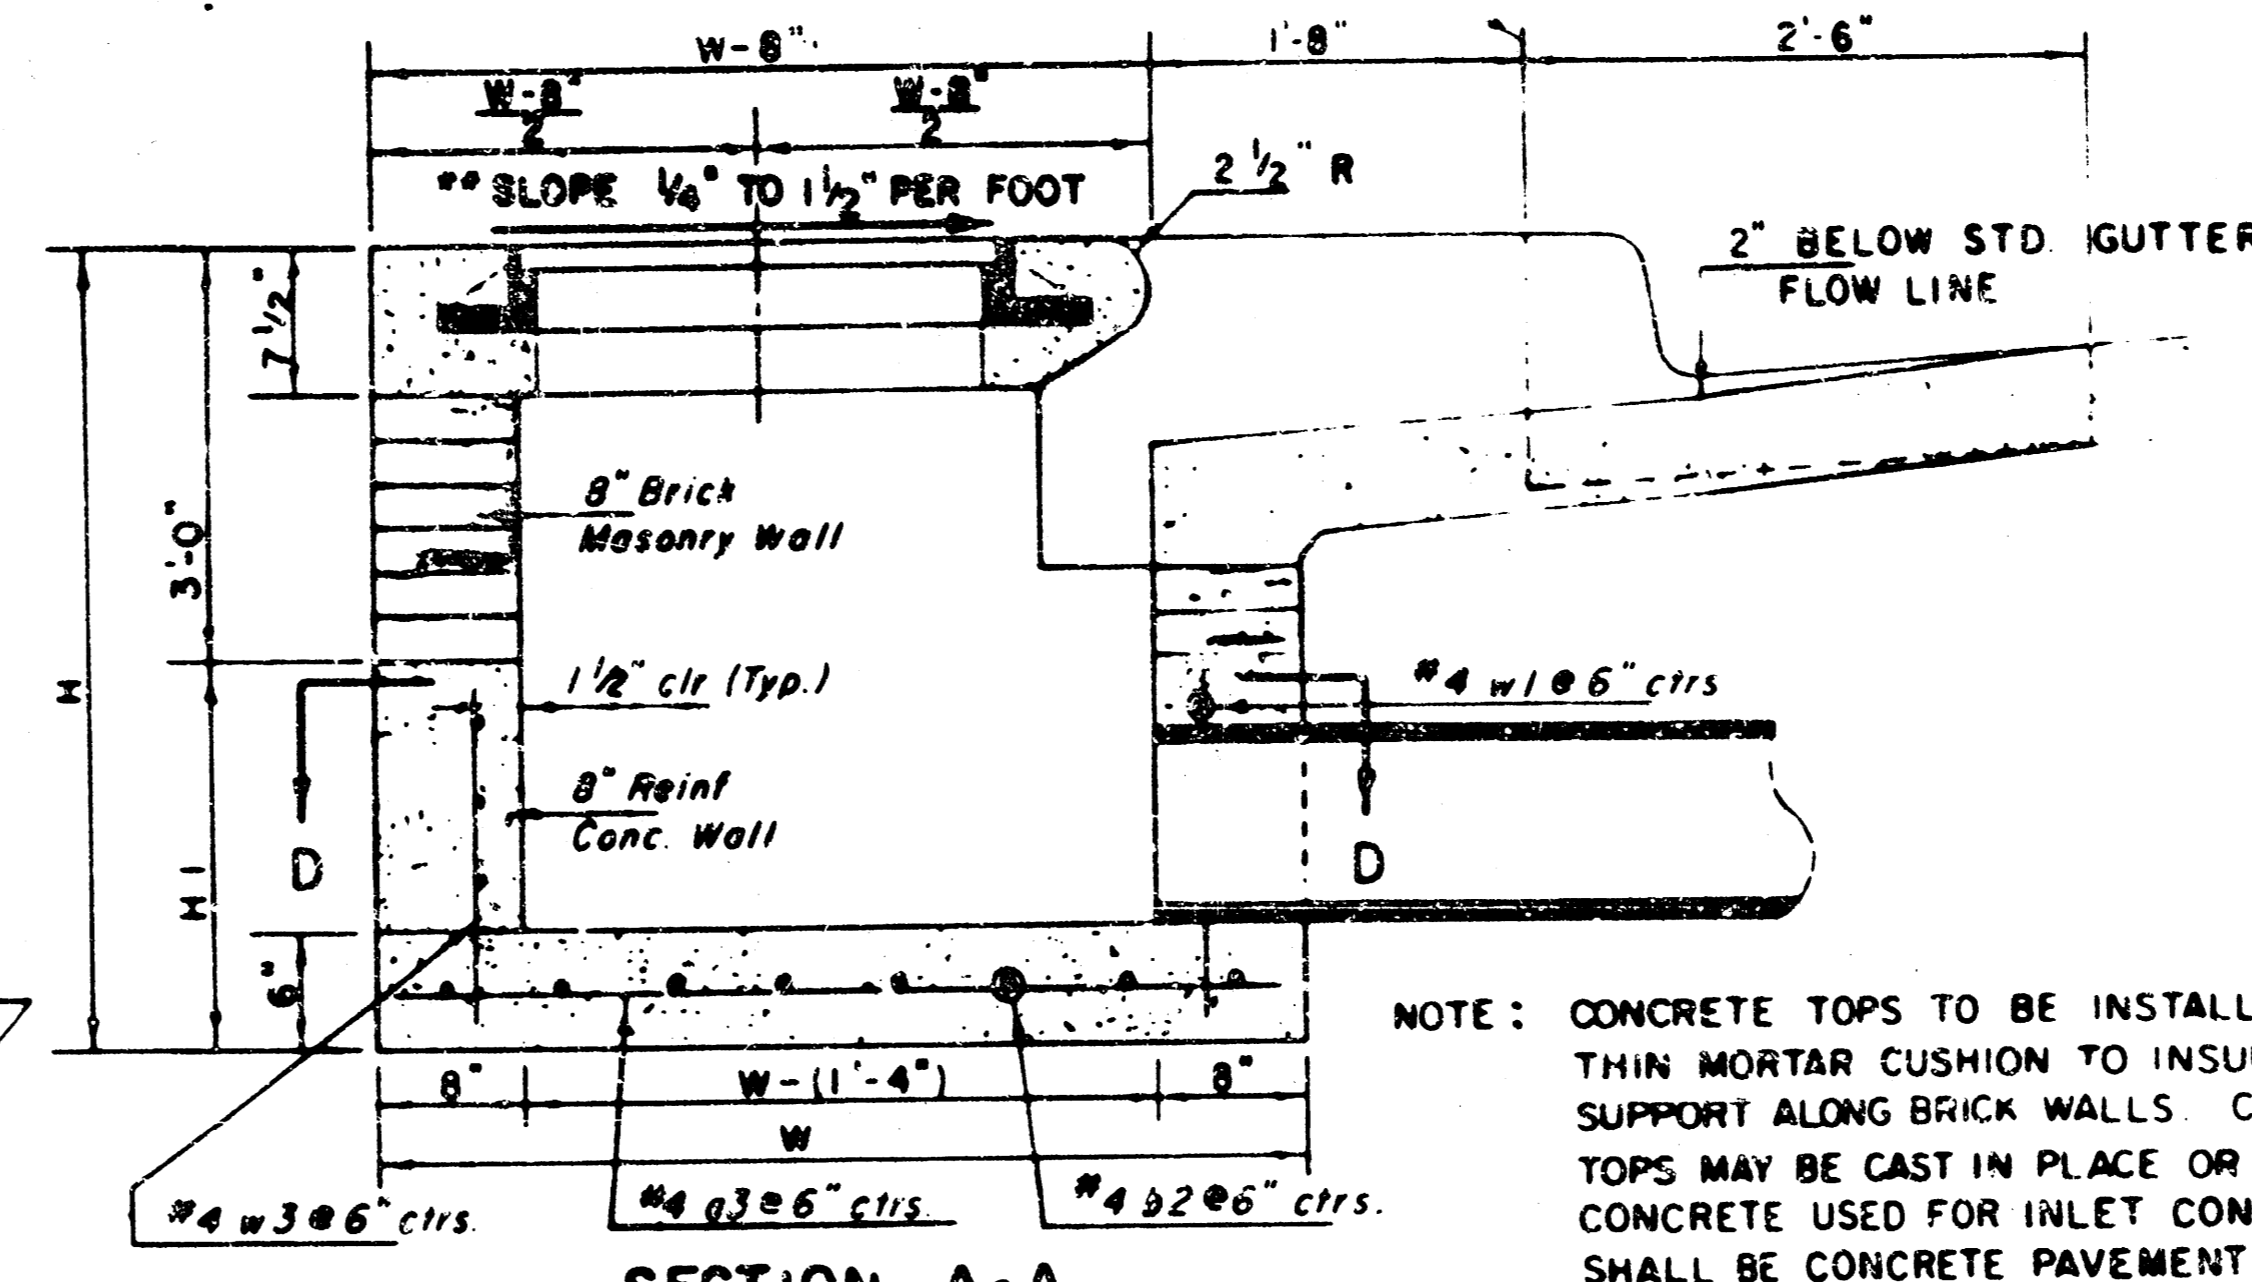 W-8"
1'-8"
2'-6"
W-8"
2
W-8"
2
**SLOPE 1/4" TO 1 1/2" PER FOOT
2 1/2" R
2" BELOW STD. GUTTER
FLOW LINE
7 1/2"
8" Brick
Masonry Wall
3'-0"
H
1 1/2" clr (Typ.)
#4 w1@6" ctrs
8" Reinf
Conc. Wall
D
D
H1
6"
NOTE: CONCRETE TOPS TO BE INSTALL
THIN MORTAR CUSHION TO INSU
SUPPORT ALONG BRICK WALLS. C
TOPS MAY BE CAST IN PLACE OR
CONCRETE USED FOR INLET CON
SHALL BE CONCRETE PAVEMENT
8"
W-(1'-4")
8"
W
#4 w3@6" ctrs.
#4 a3@6" ctrs.
#4 b2@6" ctrs.
SECTION A-A